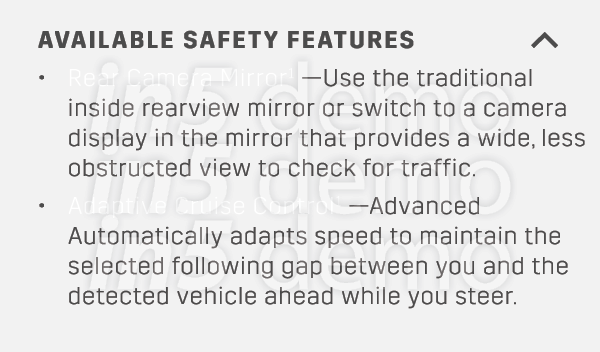 AVAILABLE SAFETY FEATURES
• Rear Camera Mirror —Use the traditional
inside rearview mirror or switch to a camera
display in the mirror that provides a wide, less
obstructed view to check for traffic.
• Adaptive Cruise Control —Advanced
Automatically adapts speed to maintain the
selected following gap between you and the
detected vehicle ahead while you steer.
in5 demo
in5 demo
in5 demo